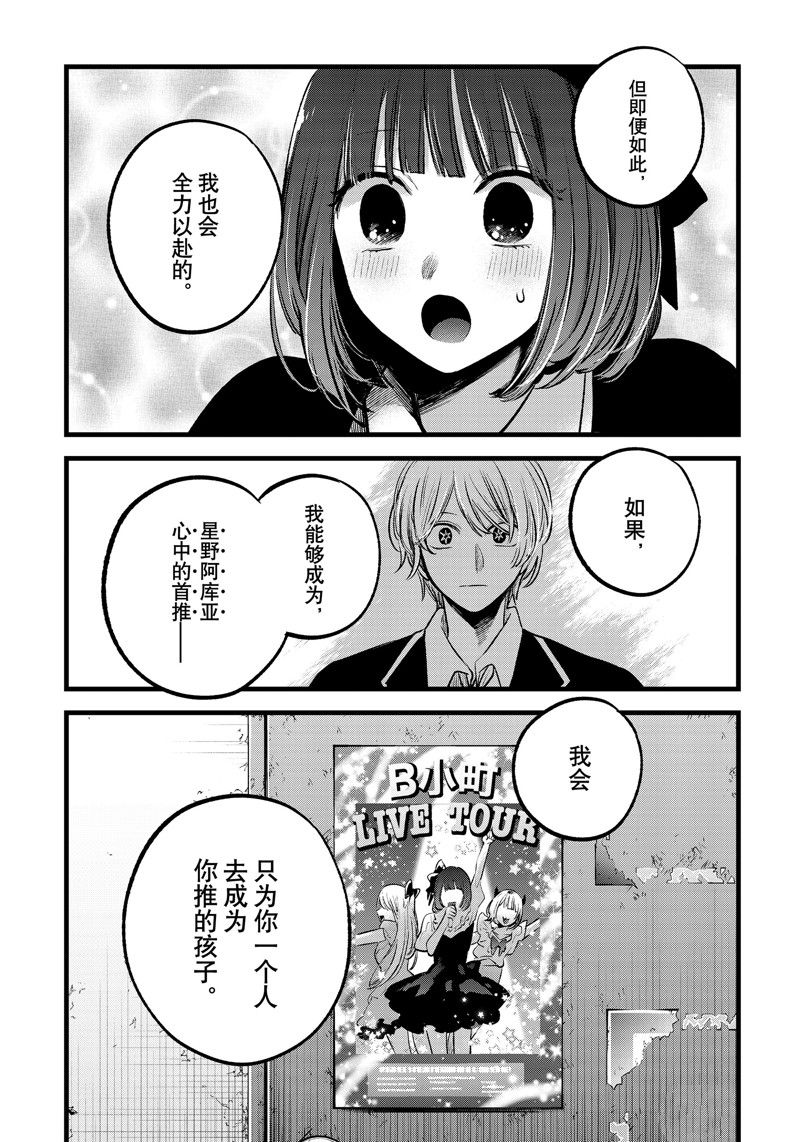 但即便如此，
我也会
全力以赴的。
如果，
我能够成为，
星野阿库亚
心中的首推——
我会
B小町
LIVE TOUR
只为你一个人
去成为
你推的孩子。